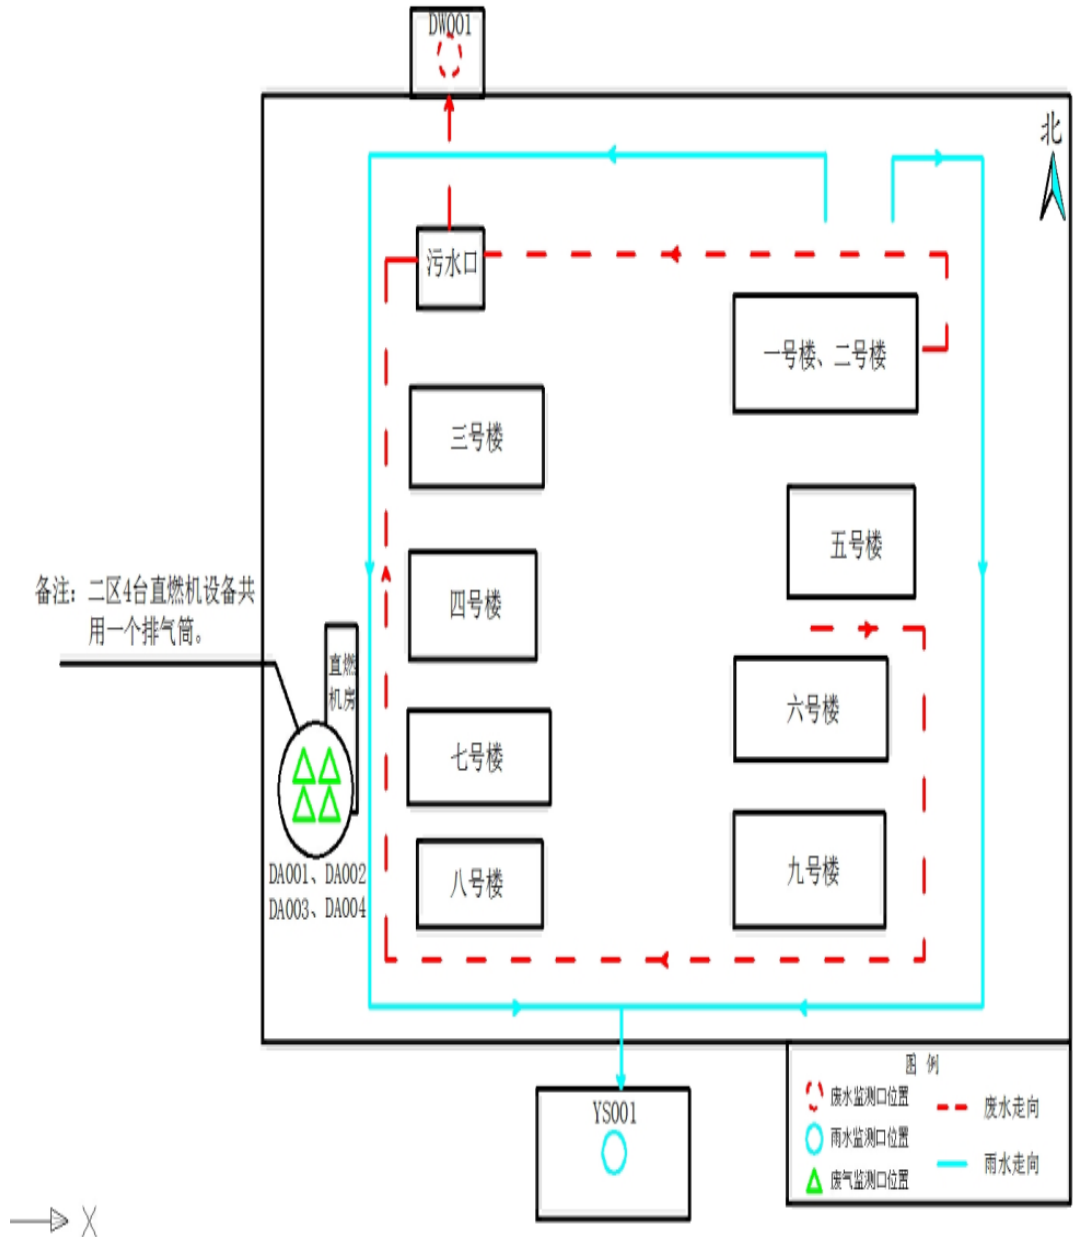 DW001
北
污水口
一号楼、二号楼
三号楼
五号楼
四号楼
备注：二区4台直燃机设备共
用一个排气筒。
直燃
机房
六号楼
七号楼
九号楼
八号楼
DA001、DA002
DA003、DA004
YS001
图 例
废水监测口位置
废水走向
雨水监测口位置
雨水走向
废气监测口位置
X